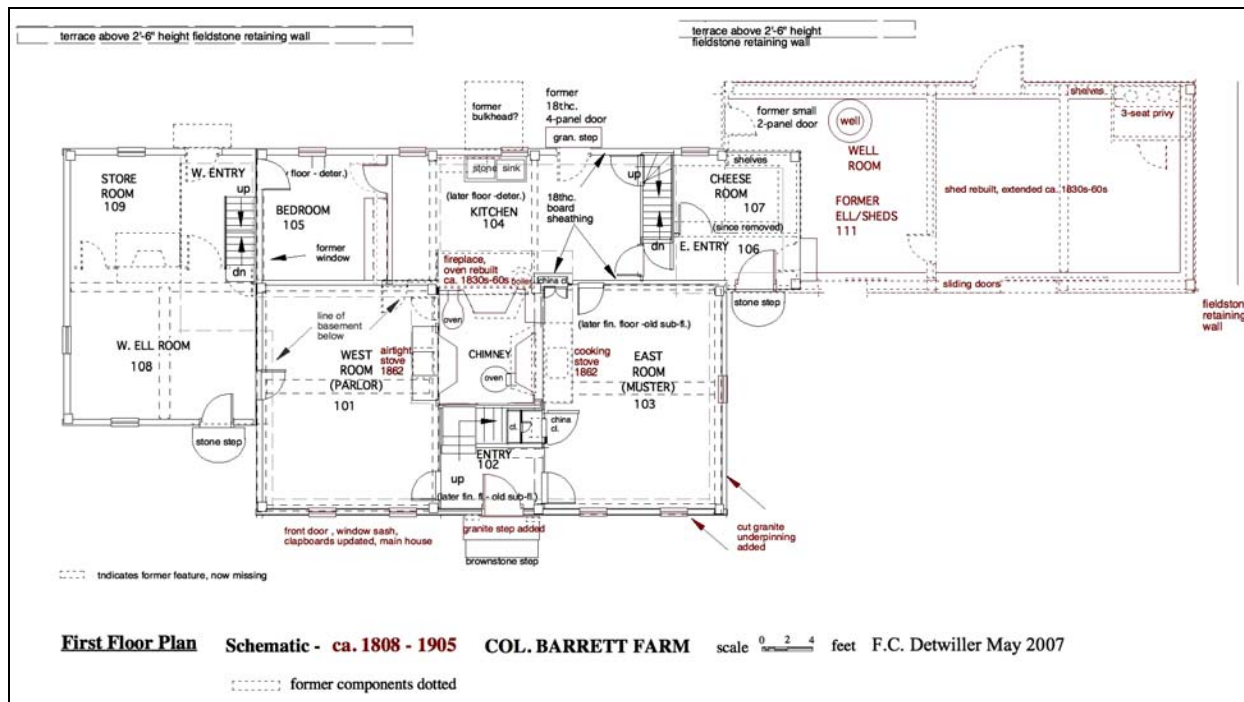 terrace above 2'-6" height fieldstone retaining wall
terrace above 2'-6" height
fieldstone retaining wall
former
bulkhead?
former
18thc.
4-panel door
gran. step
former small
2-panel door
well
WELL
ROOM
shelves
3-seat privy
STORE
ROOM
109
W. ENTRY
up
dn
(y floor - deter.)
BEDROOM
105
former
window
stone sink
(later floor -deter.)
KITCHEN
104
18thc.
board
sheathing
up
dn
shelves
CHEESE
ROOM
107
(since removed)
E. ENTRY 106
FORMER
ELL/SHEDS
111
shed rebuilt, extended ca. 1830s-60s
sliding doors
stone step
fieldstone
retaining
wall
fireplace,
oven rebuilt
ca. 1830s-60s
boiler
china cl.
line of
basement
below
W. ELL ROOM
108
stone step
WEST
ROOM
(PARLOR)
101
airtight
stove
1862
oven
CHIMNEY
oven
cooking
stove
1862
(later fin. floor -old sub-fl.)
EAST
ROOM
(MUSTER)
103
cl.
china
cl.
ENTRY
102
up
(later fin. fl - old sub-fl.)
front door , window sash,
clapboards updated, main house
granite step added
brownstone step
cut granite
underpinning
added
Indicates former feature, now missing
First Floor Plan Schematic - ca. 1808 - 1905 COL. BARRETT FARM scale 0 2 4 feet F.C. Detwiller May 2007
former components dotted